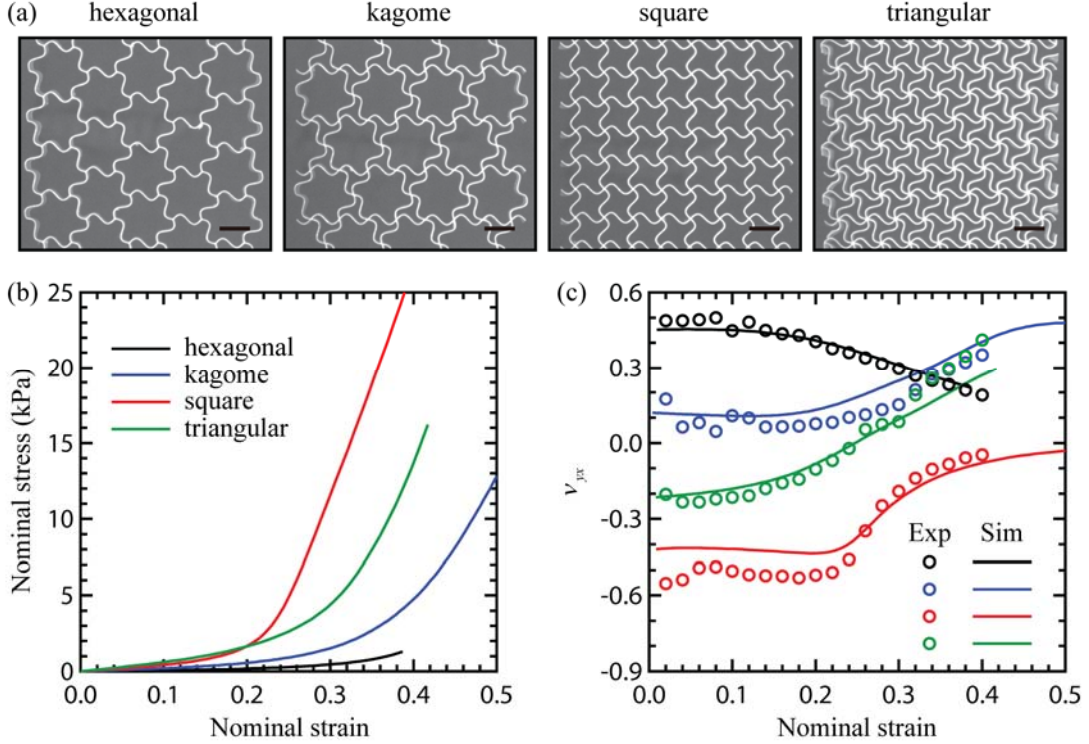 (a)
hexagonal kagome square triangular
(b)
25
20
15
10
5
0
Nominal stress (kPa)
hexagonal
kagome
square
triangular
0.0 0.1 0.2 0.3 0.4 0.5
Nominal strain
(c)
0.6
0.3
0.0
-0.3
-0.6
-0.9
νyx
Exp Sim
0.0 0.1 0.2 0.3 0.4 0.5
Nominal strain